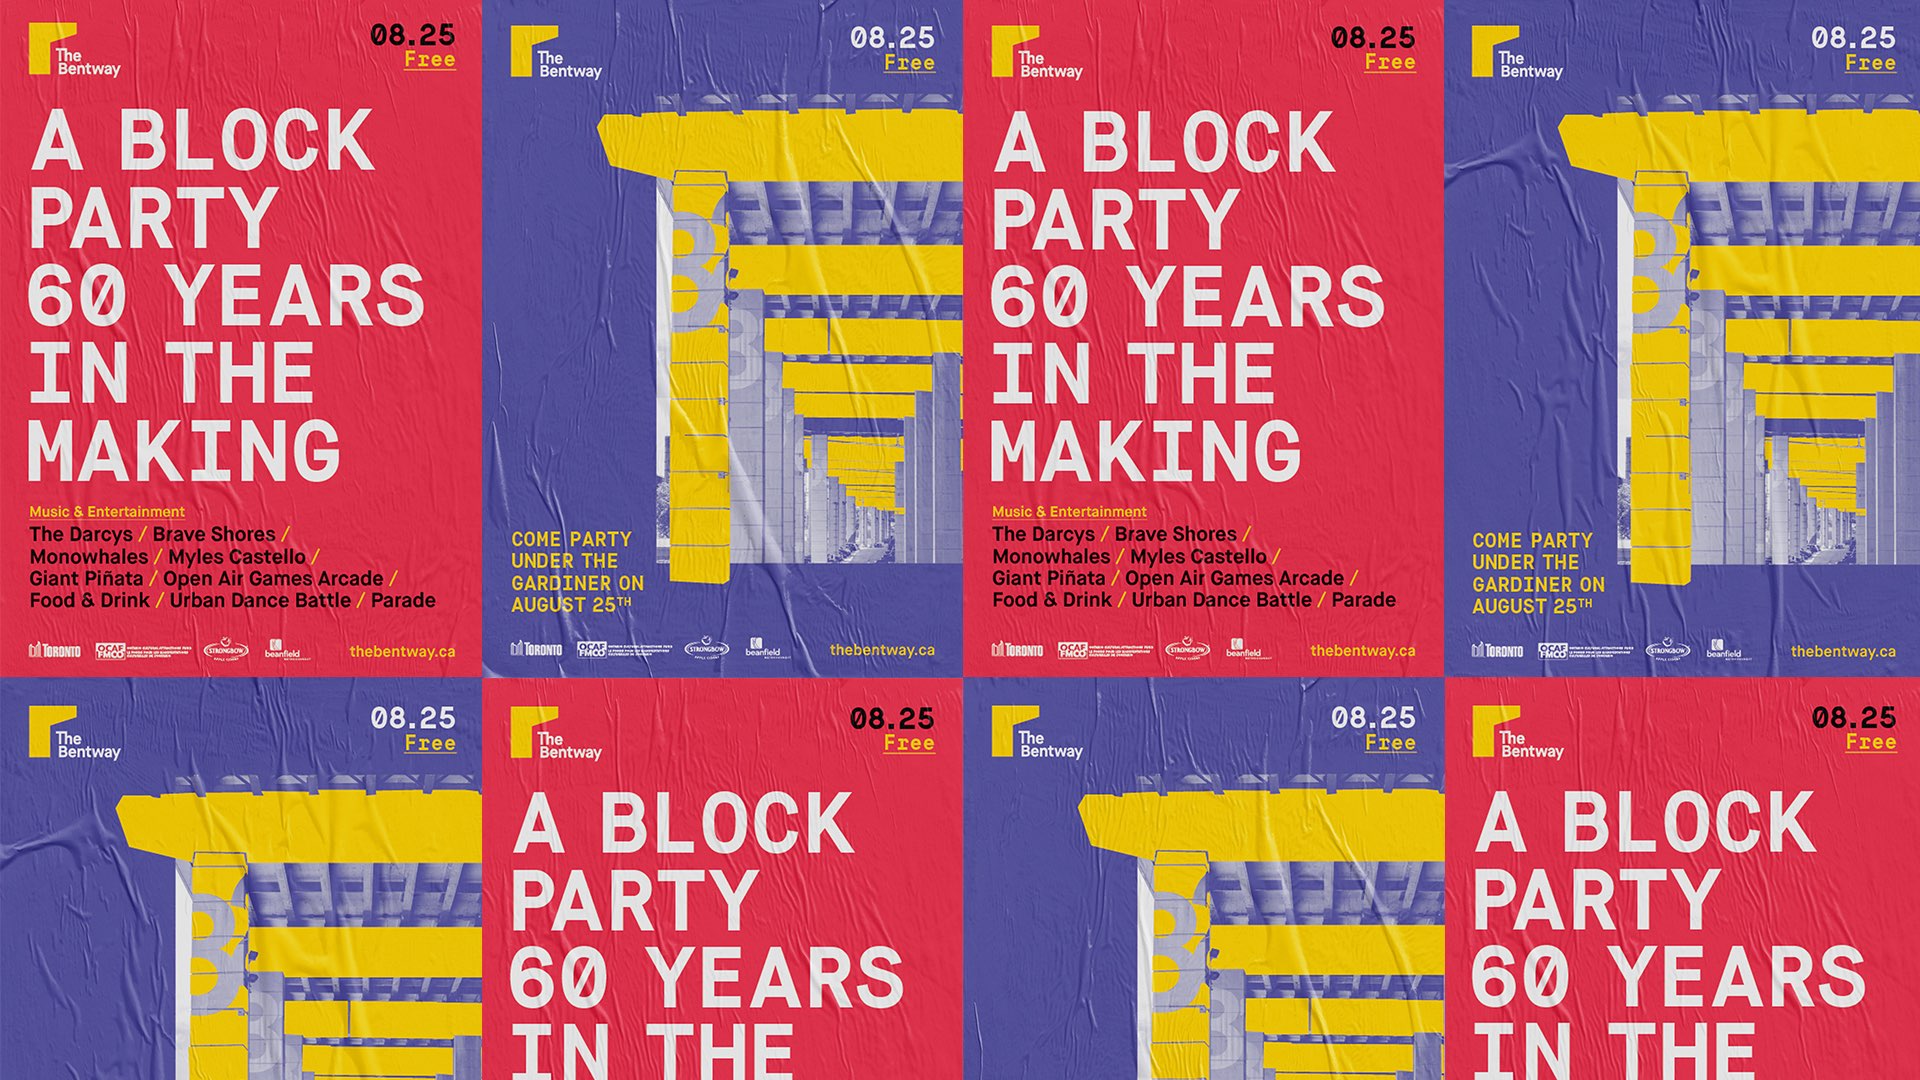 The
Bentway
08.25
Free
A BLOCK
PARTY
60 YEARS
IN THE
MAKING
Music & Entertainment
The Darcys / Brave Shores /
Monowhales / Myles Castello /
Giant Piñata / Open Air Games Arcade /
Food & Drink / Urban Dance Battle / Parade
TORONTO
OCAF
FMCO
STRONGBOW
beanfield
thebentway.ca
The
Bentway
08.25
Free
COME PARTY
UNDER THE
GARDINER ON
AUGUST 25TH
TORONTO
OCAF
FMCO
STRONGBOW
beanfield
thebentway.ca
The
Bentway
08.25
Free
A BLOCK
PARTY
60 YEARS
IN THE
MAKING
Music & Entertainment
The Darcys / Brave Shores /
Monowhales / Myles Castello /
Giant Piñata / Open Air Games Arcade /
Food & Drink / Urban Dance Battle / Parade
TORONTO
OCAF
FMCO
STRONGBOW
beanfield
thebentway.ca
The
Bentway
08.25
Free
COME PARTY
UNDER THE
GARDINER ON
AUGUST 25TH
TORONTO
OCAF
FMCO
STRONGBOW
beanfield
thebentway.ca
The
Bentway
08.25
Free
The
Bentway
08.25
Free
A BLOCK
PARTY
60 YEARS
IN THE
The
Bentway
08.25
Free
The
Bentway
08.25
Free
A BLOCK
PARTY
60 YEARS
IN THE